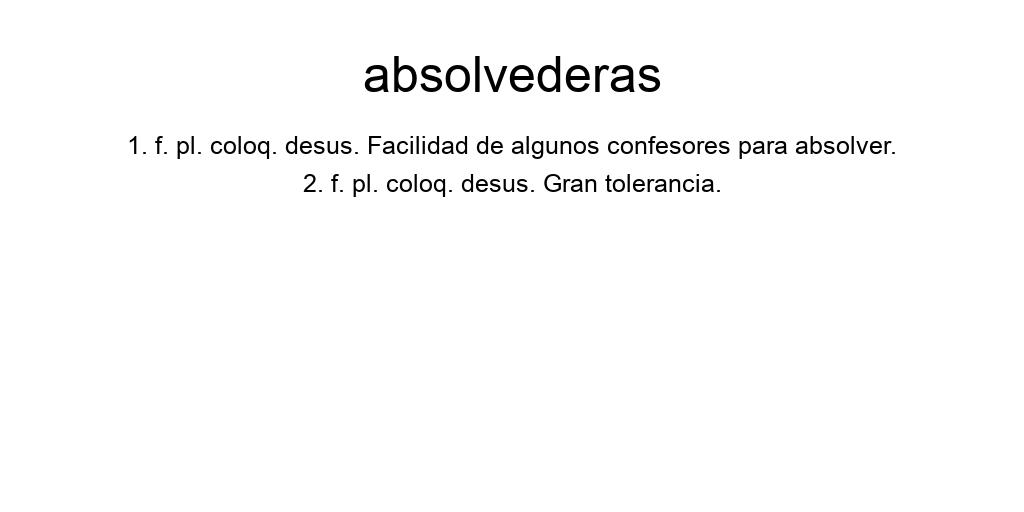 absolvederas
1. f. pl. coloq. desus. Facilidad de algunos confesores para absolver.
2. f. pl. coloq. desus. Gran tolerancia.